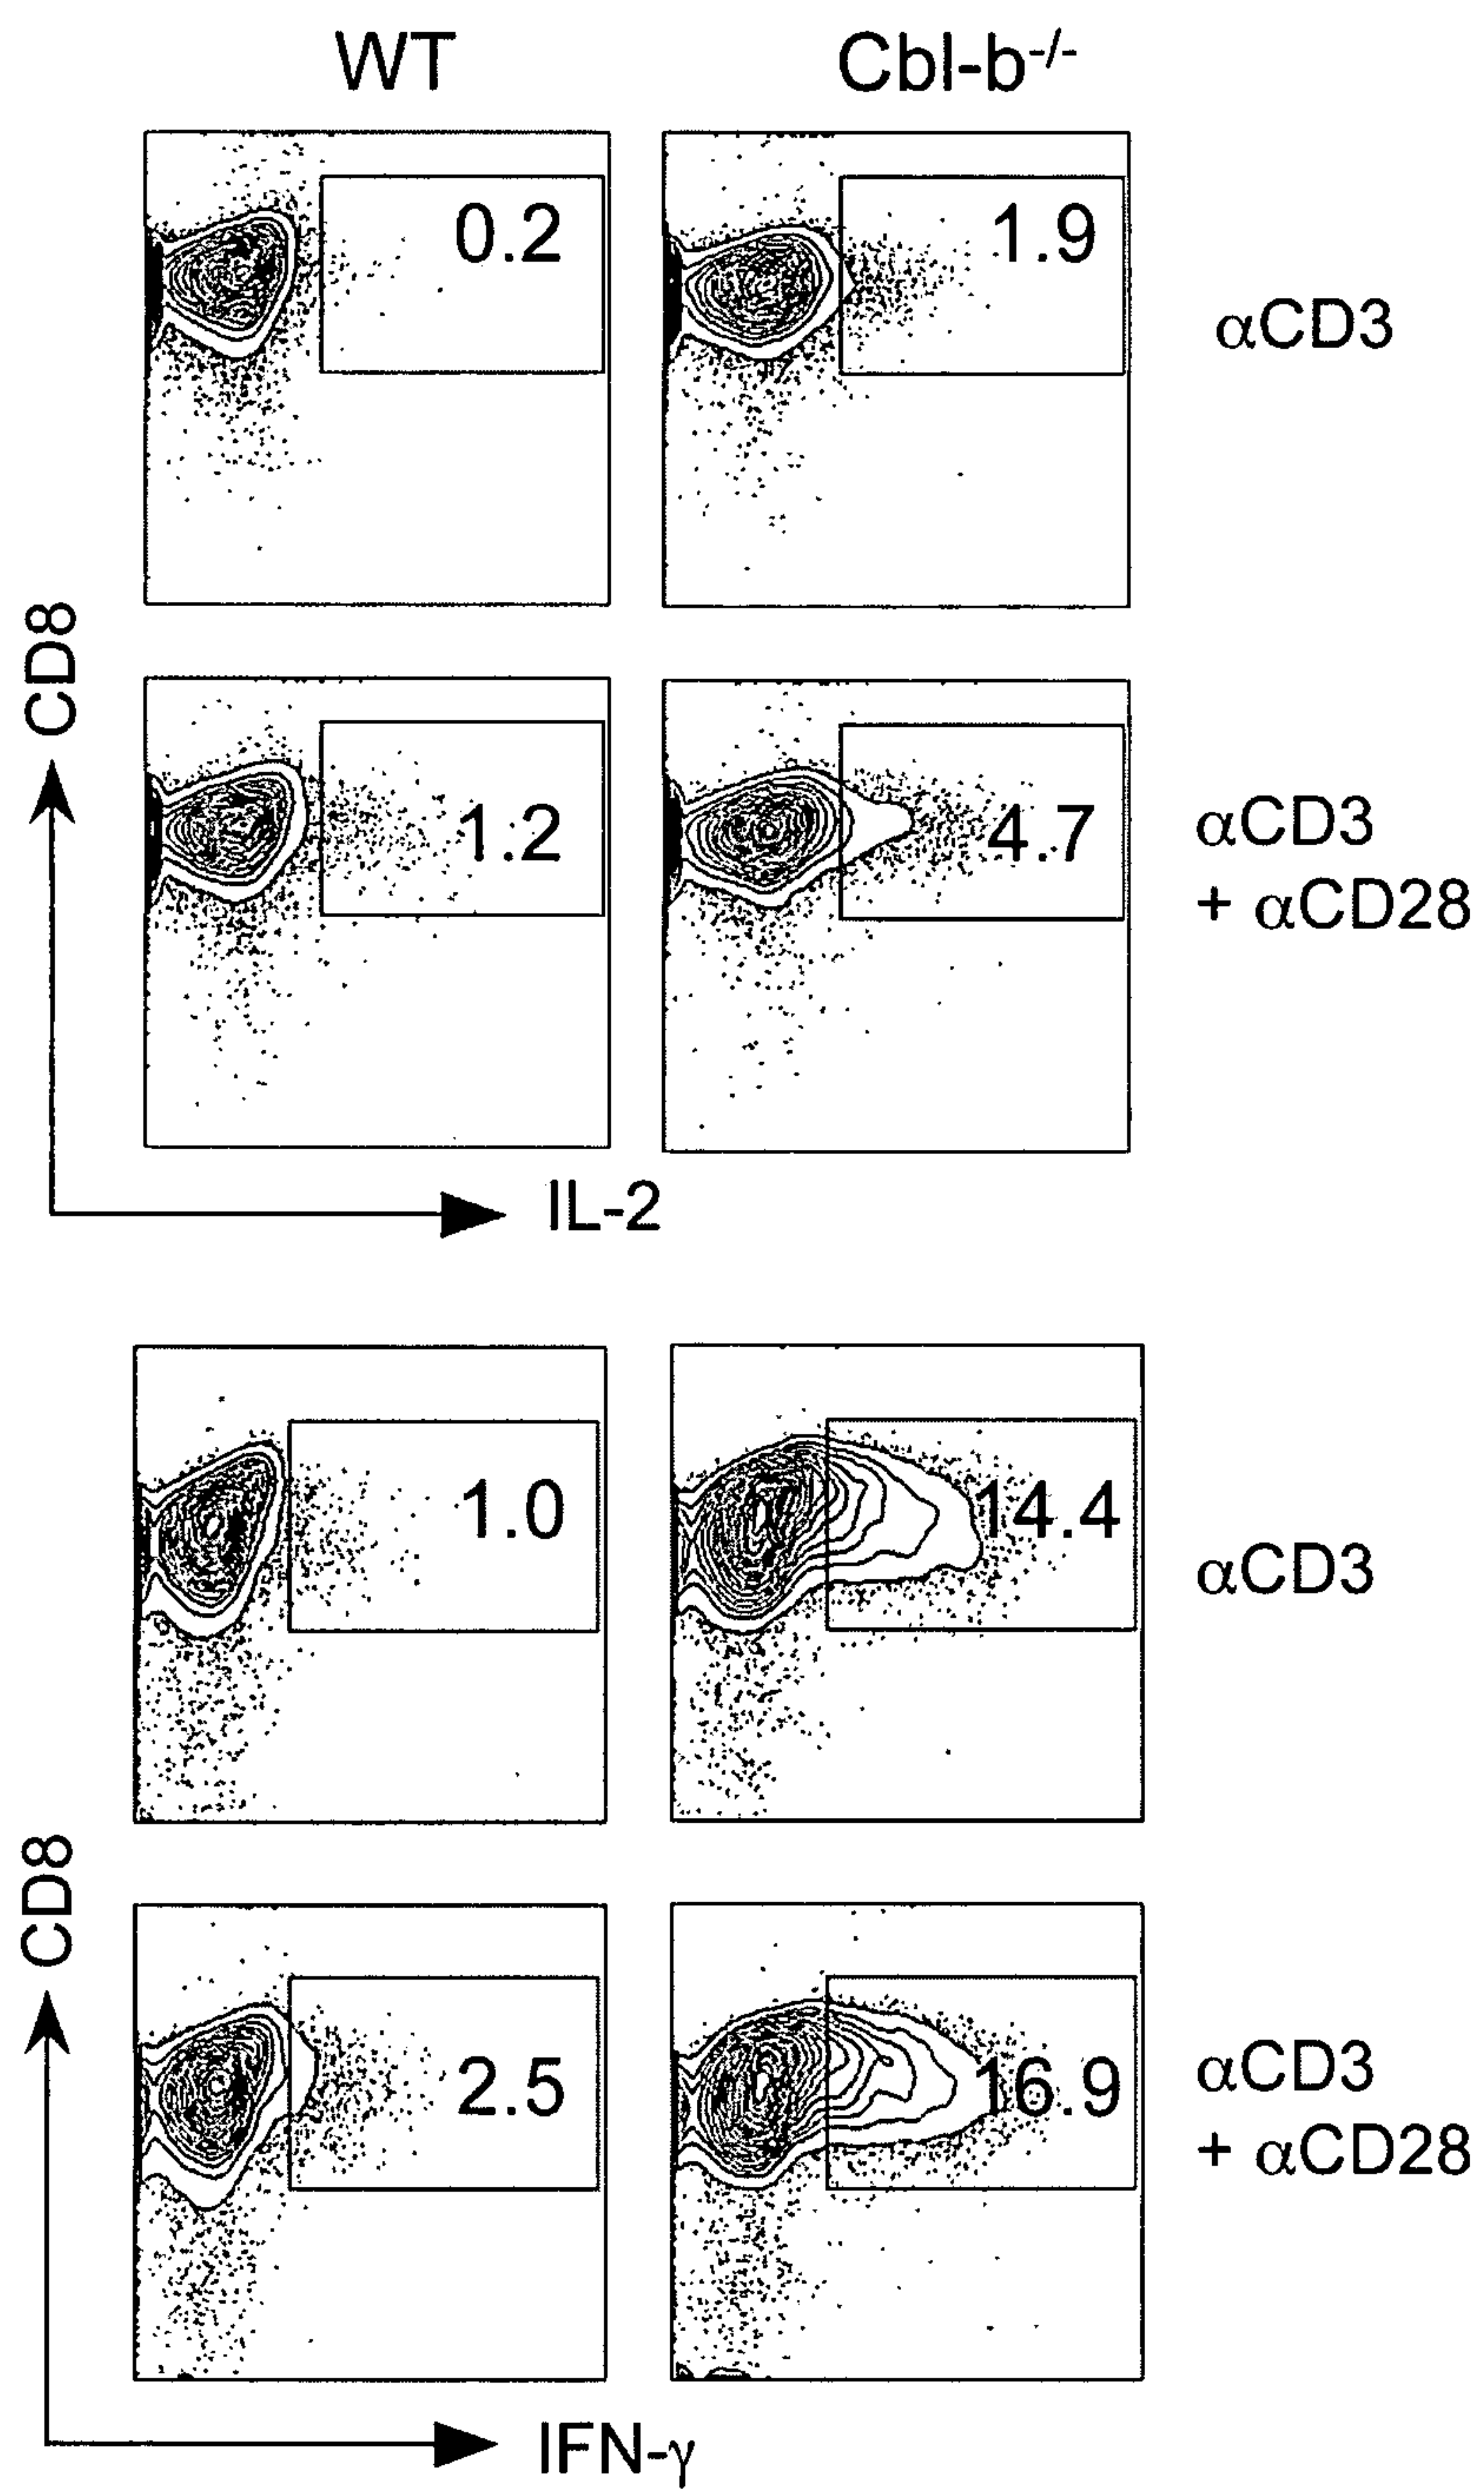 WT Cbl-b-/-
0.2 1.9 αCD3
CD8
1.2 4.7 αCD3
+ αCD28
IL-2
1.0 14.4 αCD3
CD8
2.5 16.9 αCD3
+ αCD28
IFN-γ